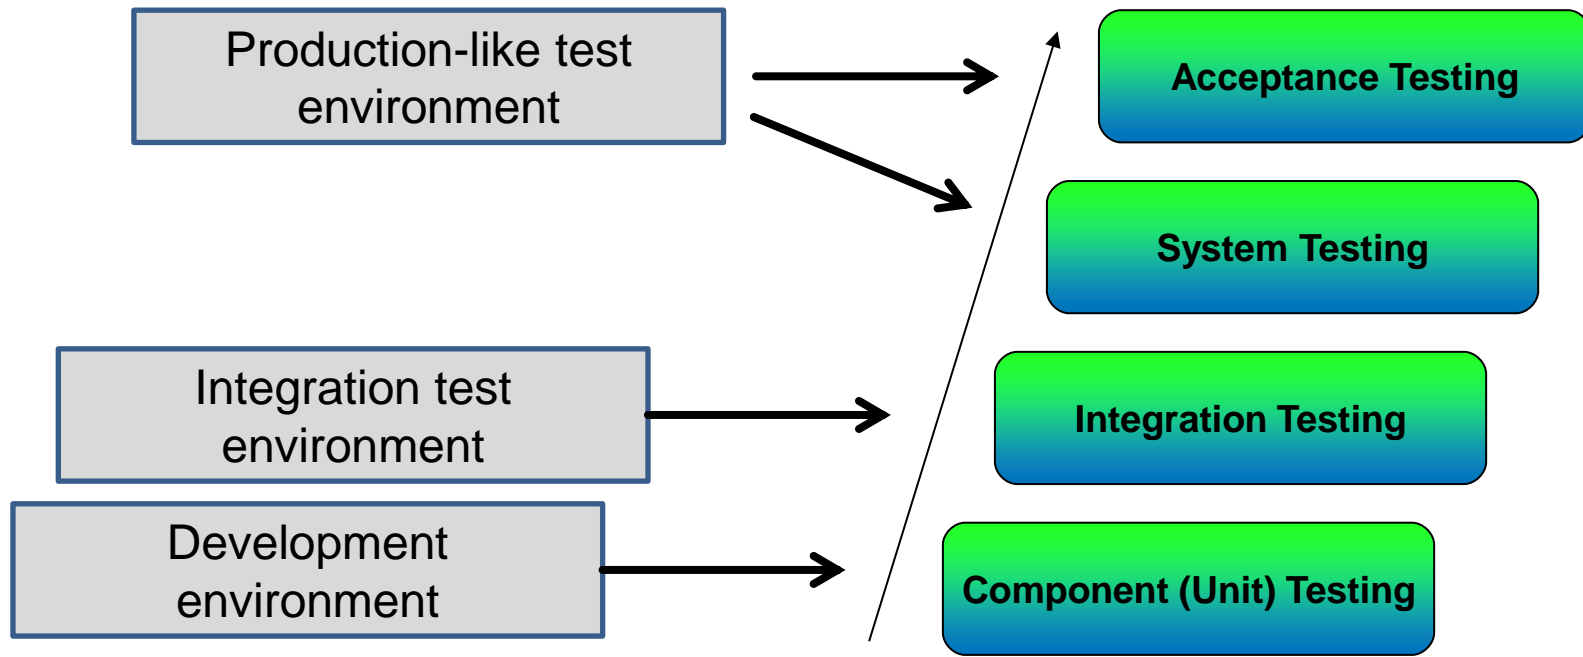 Production-like test
environment
Acceptance Testing
System Testing
Integration test
environment
Integration Testing
Development
environment
Component (Unit) Testing